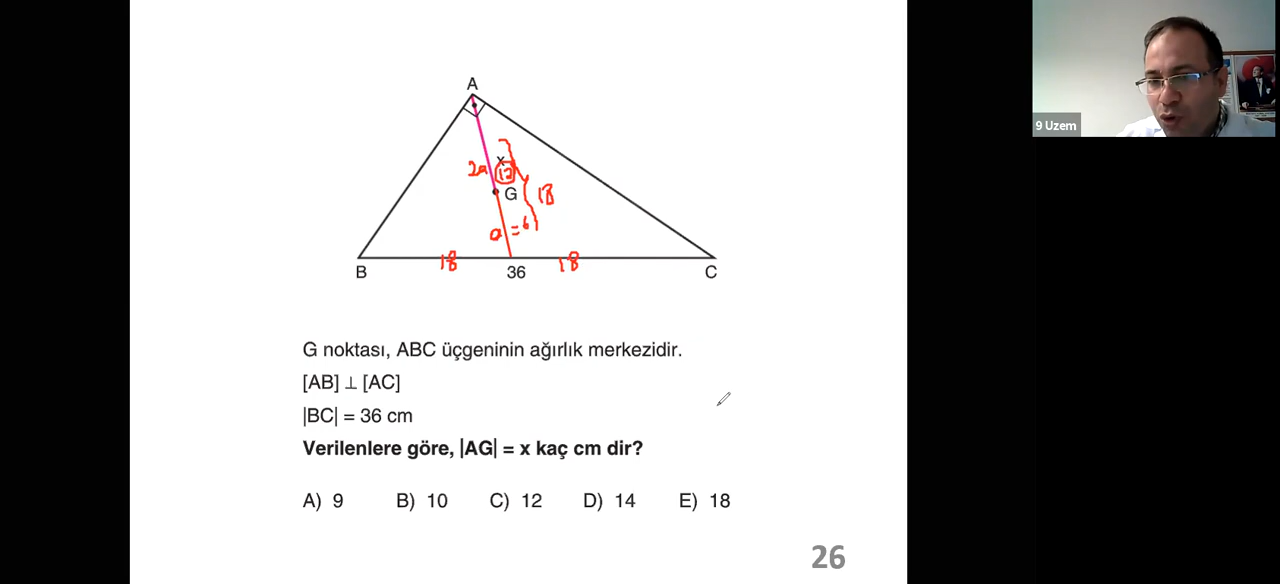 A
9 Uzem
x
2a
12
G
18
a = 6
18
18
B
36
C
G noktası, ABC üçgeninin ağırlık merkezidir.
[AB] ⊥ [AC]
|BC| = 36 cm
Verilenlere göre, |AG| = x kaç cm dir?
A) 9 B) 10 C) 12 D) 14 E) 18
26